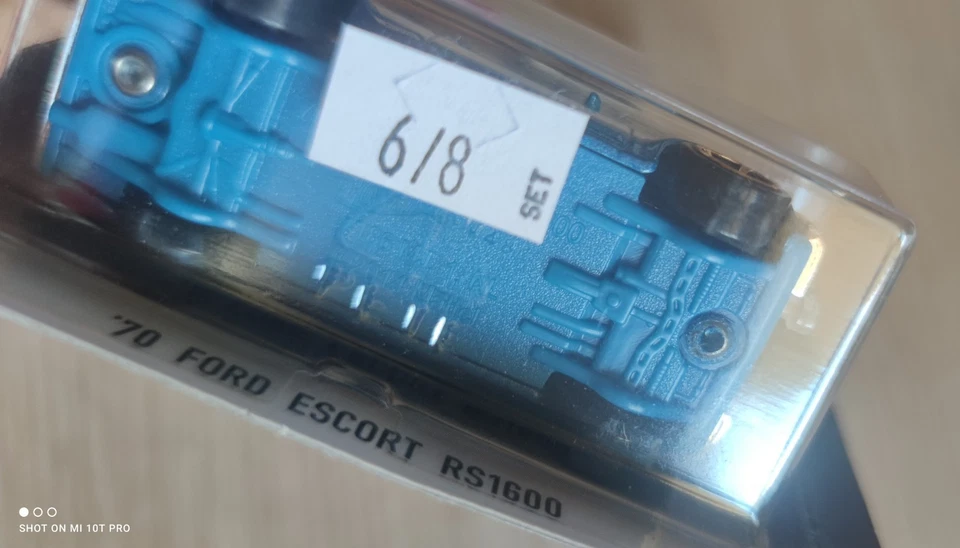 6/8
SET
'70 FORD ESCORT RS1600
SHOT ON MI 10T PRO